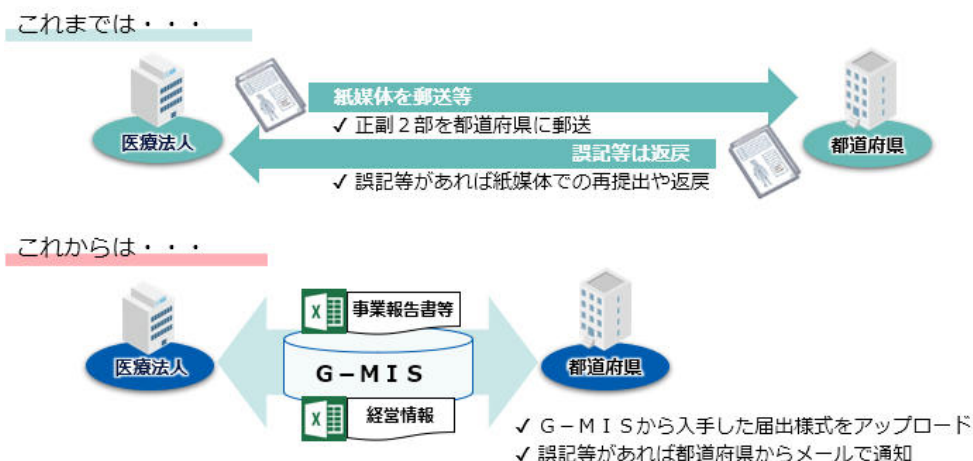 これまでは・・・
紙媒体を郵送等
✓ 正副２部を都道府県に郵送
医療法人
都道府県
誤記等は返戻
✓ 誤記等があれば紙媒体での再提出や返戻
これからは・・・
事業報告書等
医療法人
Ｇ－ＭＩＳ
都道府県
経営情報
✓ Ｇ－ＭＩＳから入手した届出様式をアップロード
✓ 誤記等があれば都道府県からメールで通知